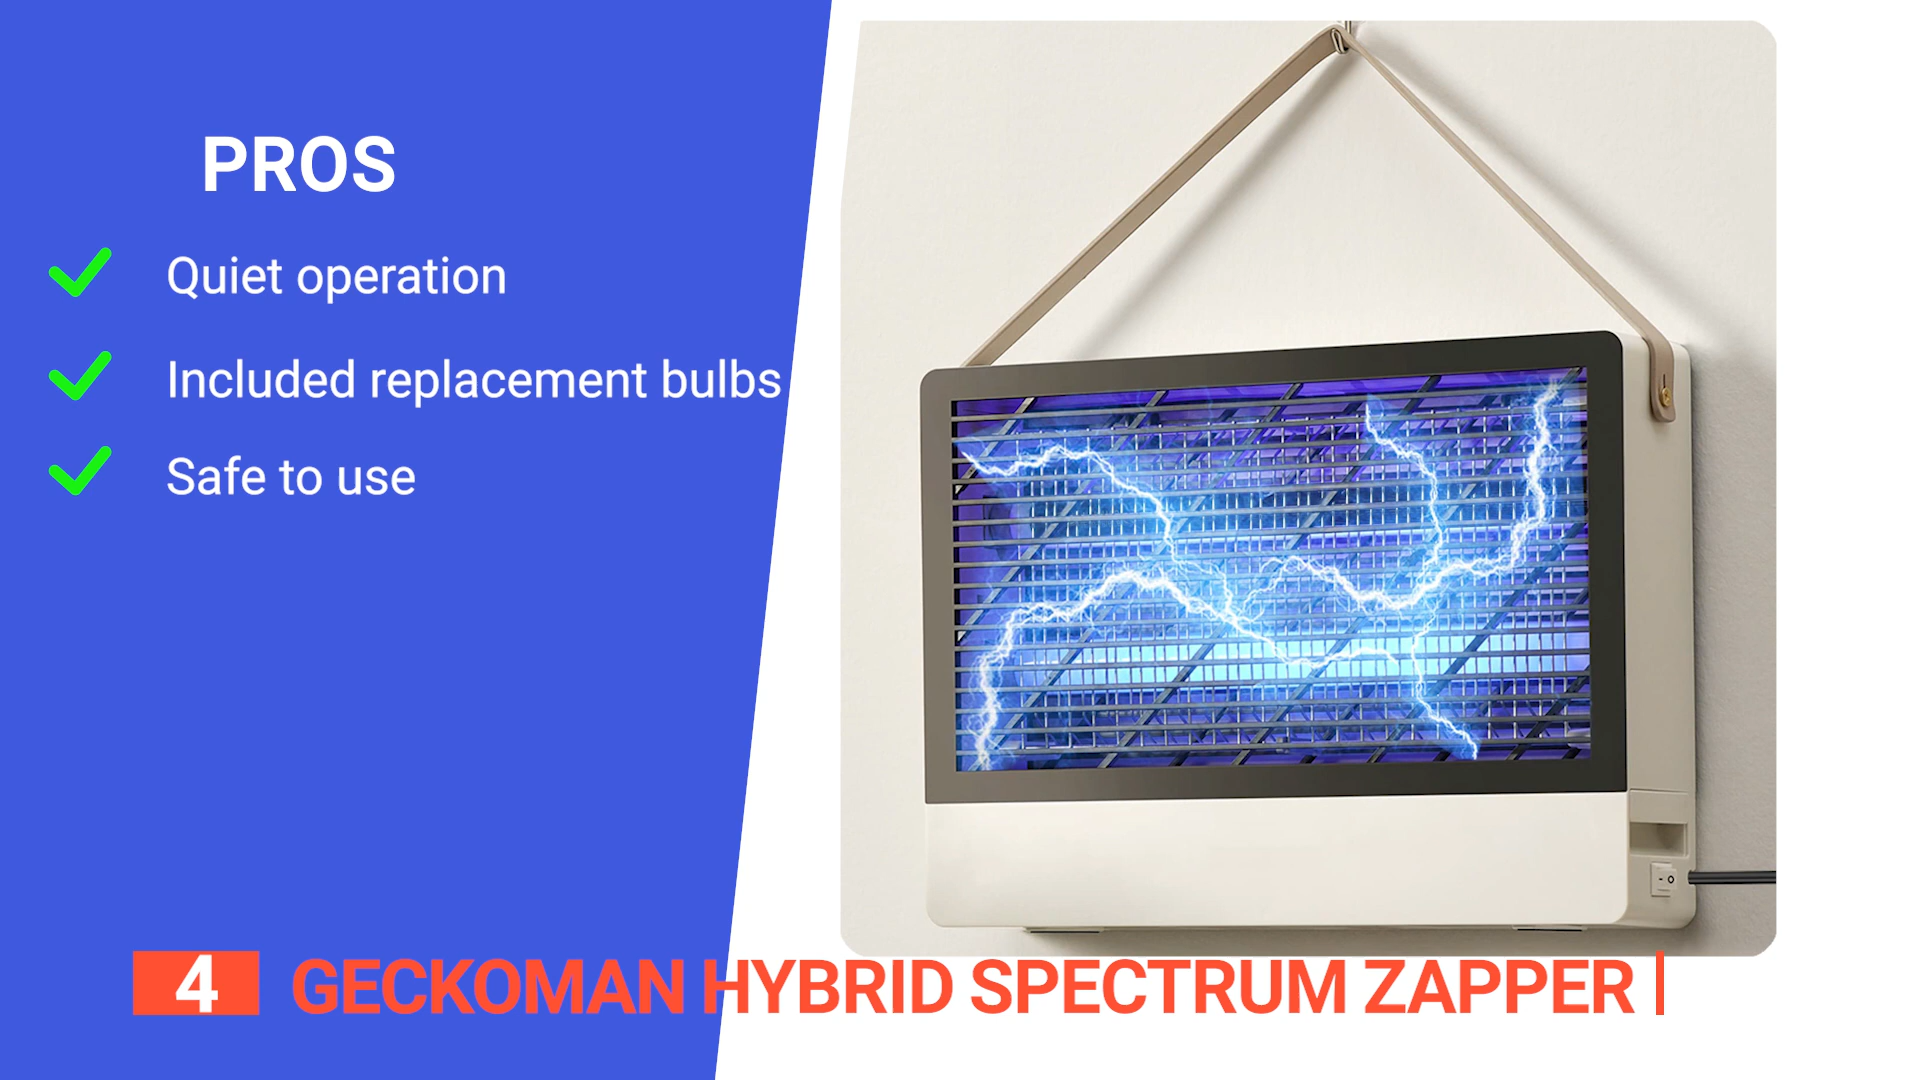 PROS
Quiet operation
Included replacement bulbs
Safe to use
4 GECKOMAN HYBRID SPECTRUM ZAPPER